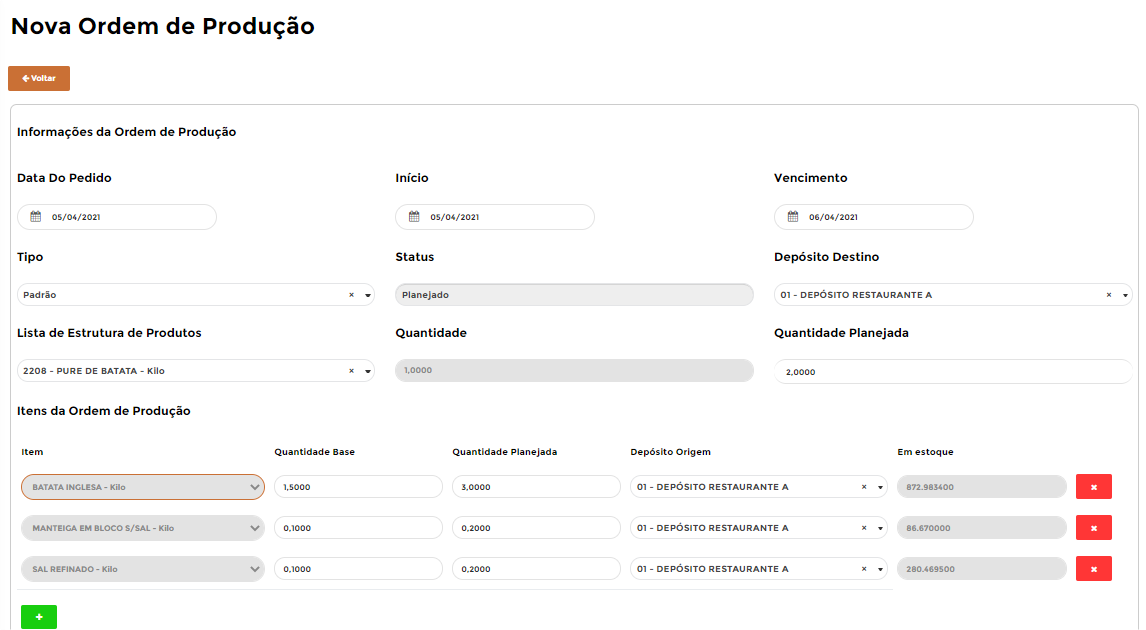 Nova Ordem de Produção
Voltar
Informações da Ordem de Produção
Data Do Pedido Início Vencimento
05/04/2021 05/04/2021 06/04/2021
Tipo Status Depósito Destino
Padrão × Planejado 01 - DEPÓSITO RESTAURANTE A ×
Lista de Estrutura de Produtos Quantidade Quantidade Planejada
2208 - PURE DE BATATA - Kilo × 1,0000 2,0000
Itens da Ordem de Produção
Item Quantidade Base Quantidade Planejada Depósito Origem Em estoque
BATATA INGLESA - Kilo 1,5000 3,0000 01 - DEPÓSITO RESTAURANTE A × 872.983400
MANTEIGA EM BLOCO S/SAL - Kilo 0,1000 0,2000 01 - DEPÓSITO RESTAURANTE A × 86.670000
SAL REFINADO - Kilo 0,1000 0,2000 01 - DEPÓSITO RESTAURANTE A × 280.469500
+